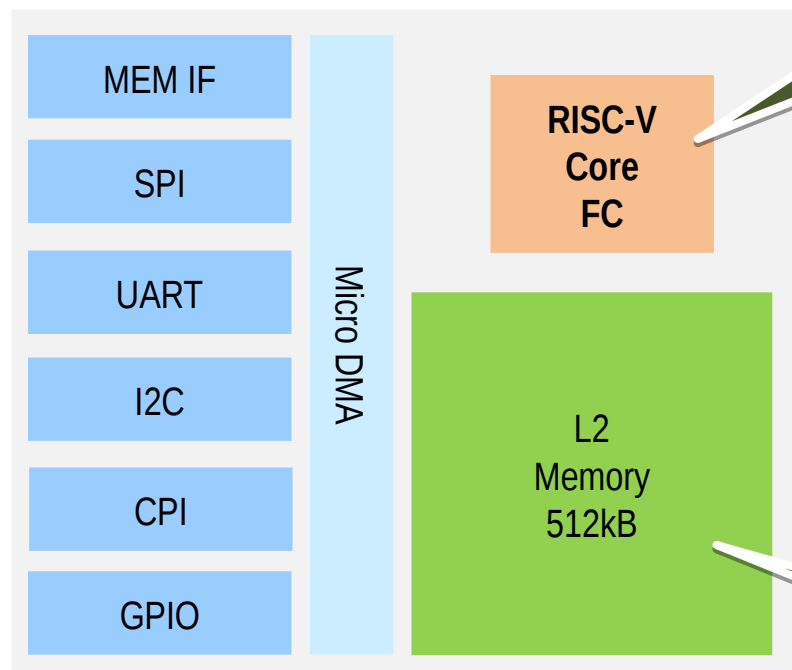 MEM IF
SPI
UART
I2C
CPI
GPIO
Micro DMA
RISC-V
Core
FC
L2
Memory
512kB